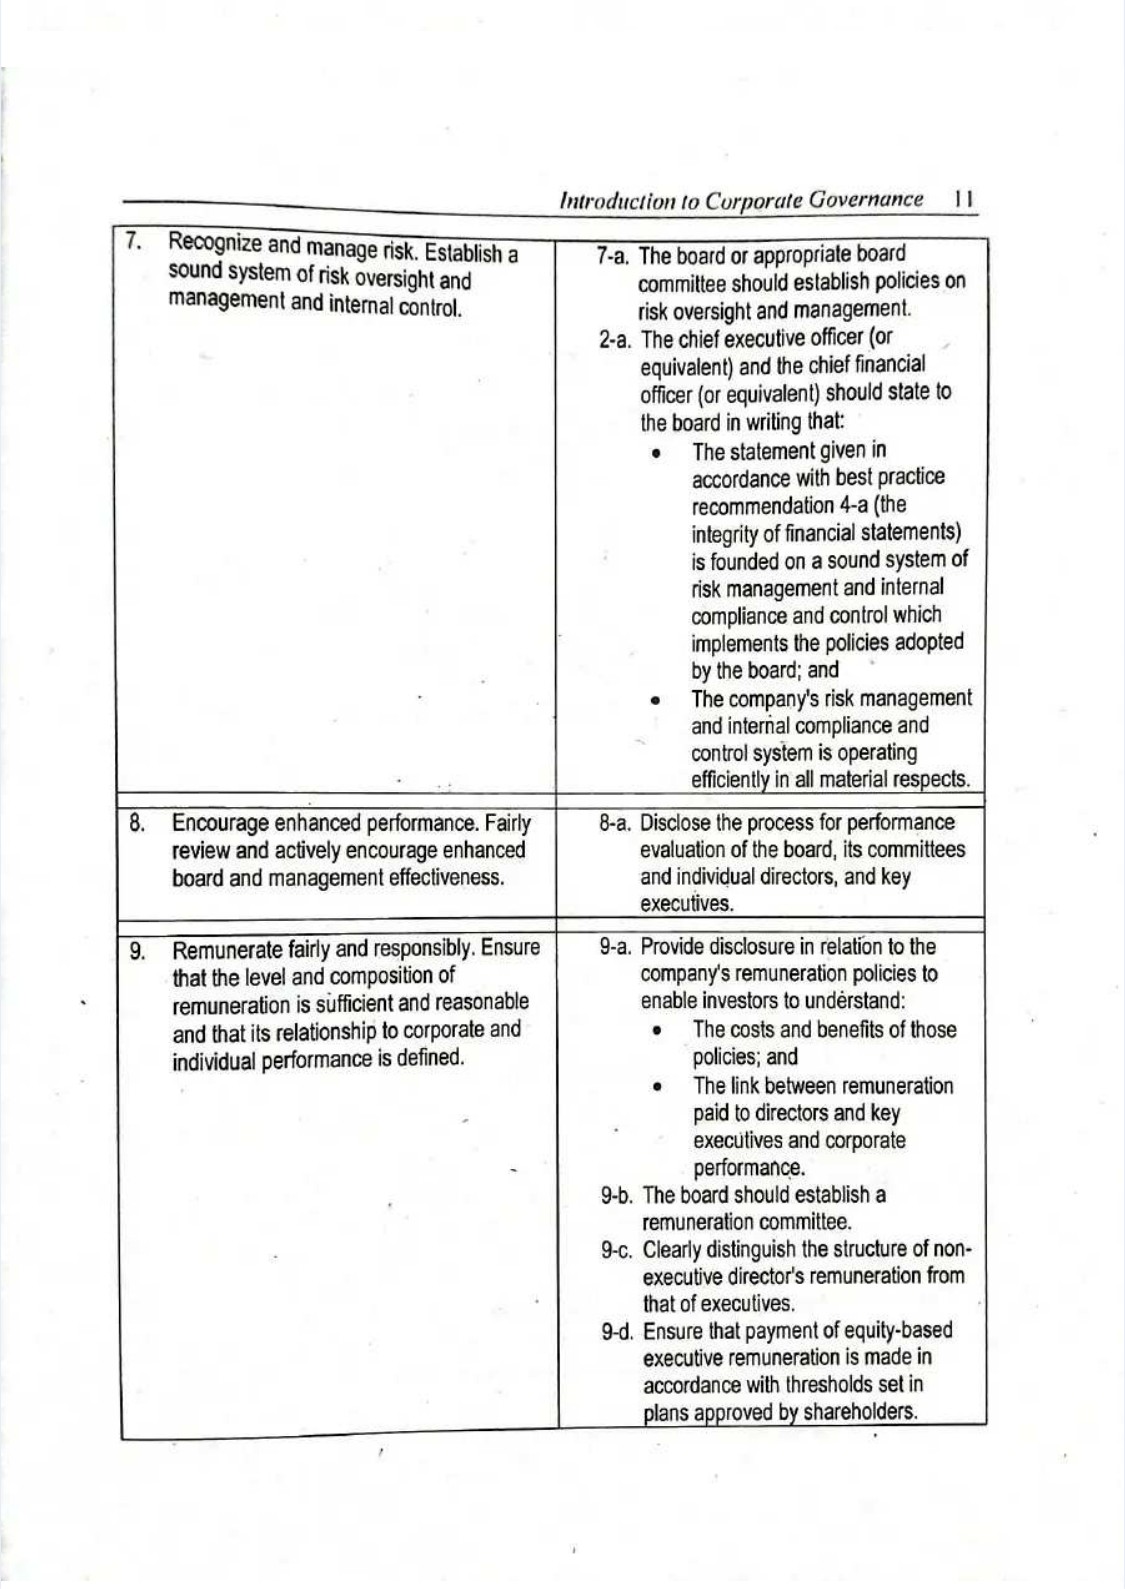 Introduction to Corporate Governance 11
7. Recognize and manage risk. Establish a
sound system of risk oversight and
management and internal control.
7-a. The board or appropriate board
committee should establish policies on
risk oversight and management.
2-a. The chief executive officer (or
equivalent) and the chief financial
officer (or equivalent) should state to
the board in writing that:
• The statement given in
accordance with best practice
recommendation 4-a (the
integrity of financial statements)
is founded on a sound system of
risk management and internal
compliance and control which
implements the policies adopted
by the board; and
• The company's risk management
and internal compliance and
control system is operating
efficiently in all material respects.
8. Encourage enhanced performance. Fairly
review and actively encourage enhanced
board and management effectiveness.
8-a. Disclose the process for performance
evaluation of the board, its committees
and individual directors, and key
executives.
9. Remunerate fairly and responsibly. Ensure
that the level and composition of
remuneration is sufficient and reasonable
and that its relationship to corporate and
individual performance is defined.
9-a. Provide disclosure in relation to the
company's remuneration policies to
enable investors to understand:
• The costs and benefits of those
policies; and
• The link between remuneration
paid to directors and key
executives and corporate
performance.
9-b. The board should establish a
remuneration committee.
9-c. Clearly distinguish the structure of non-
executive director's remuneration from
that of executives.
9-d. Ensure that payment of equity-based
executive remuneration is made in
accordance with thresholds set in
plans approved by shareholders.